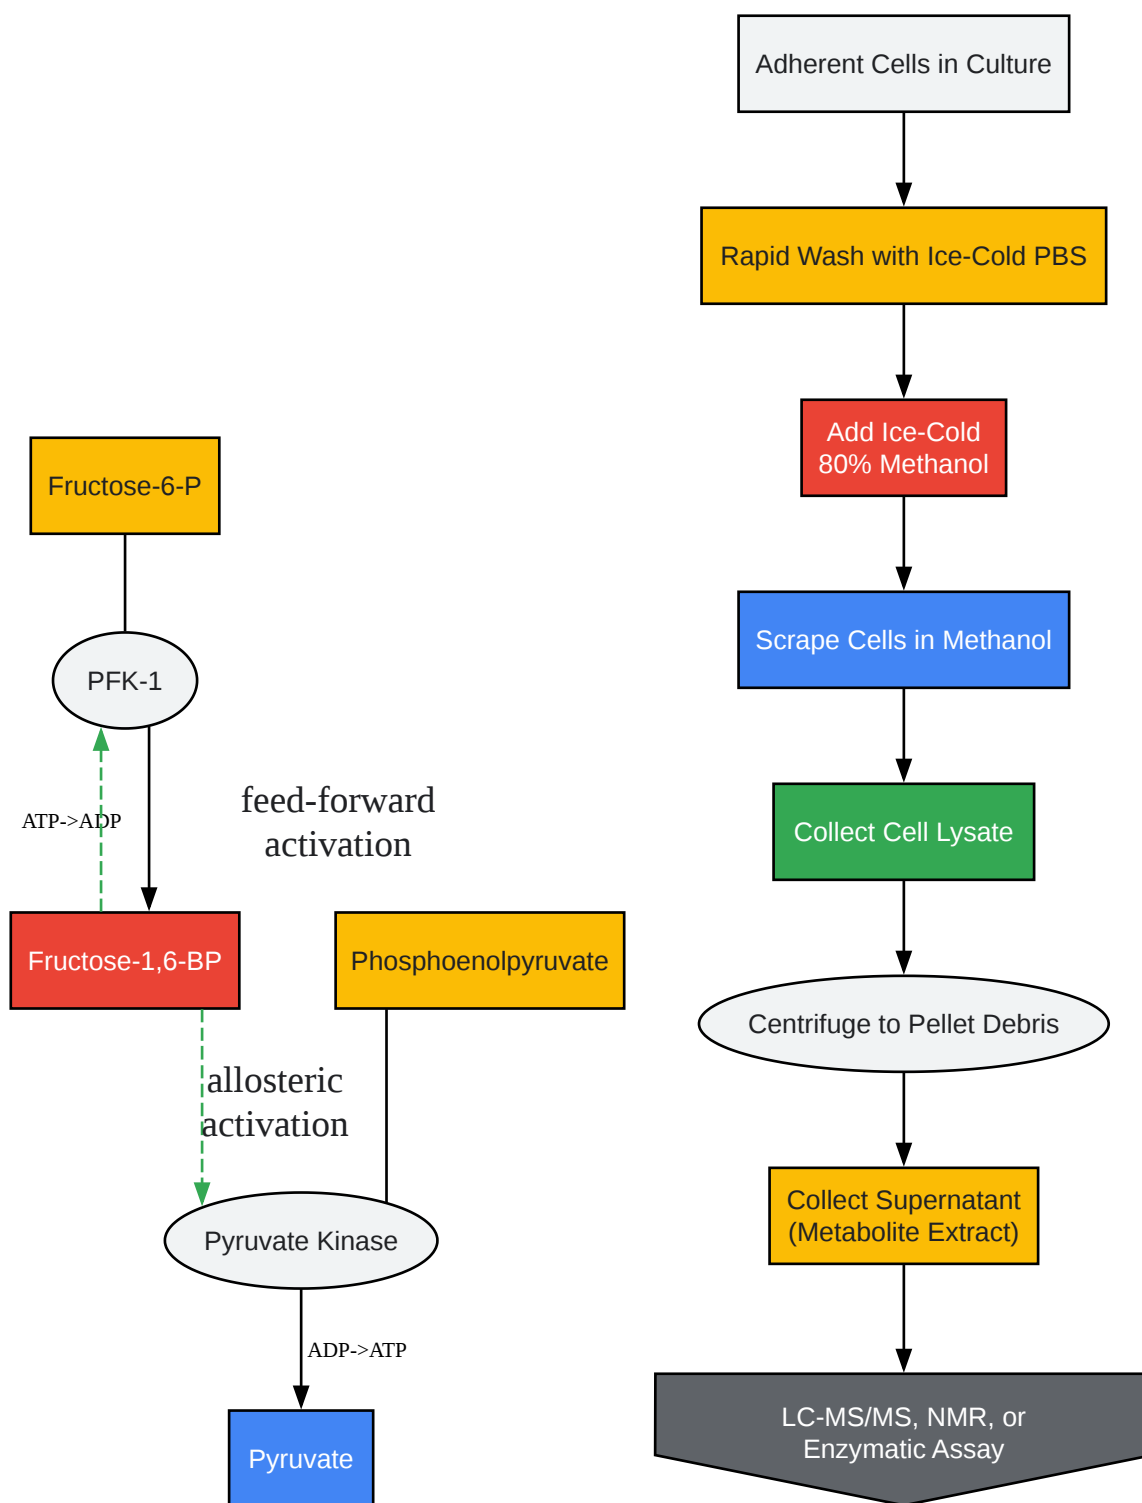 Fructose-6-P
PFK-1
ATP->ADP
feed-forward
activation
Fructose-1,6-BP
Phosphoenolpyruvate
allosteric
activation
Pyruvate Kinase
ADP->ATP
Pyruvate
Adherent Cells in Culture
Rapid Wash with Ice-Cold PBS
Add Ice-Cold
80% Methanol
Scrape Cells in Methanol
Collect Cell Lysate
Centrifuge to Pellet Debris
Collect Supernatant
(Metabolite Extract)
LC-MS/MS, NMR, or
Enzymatic Assay